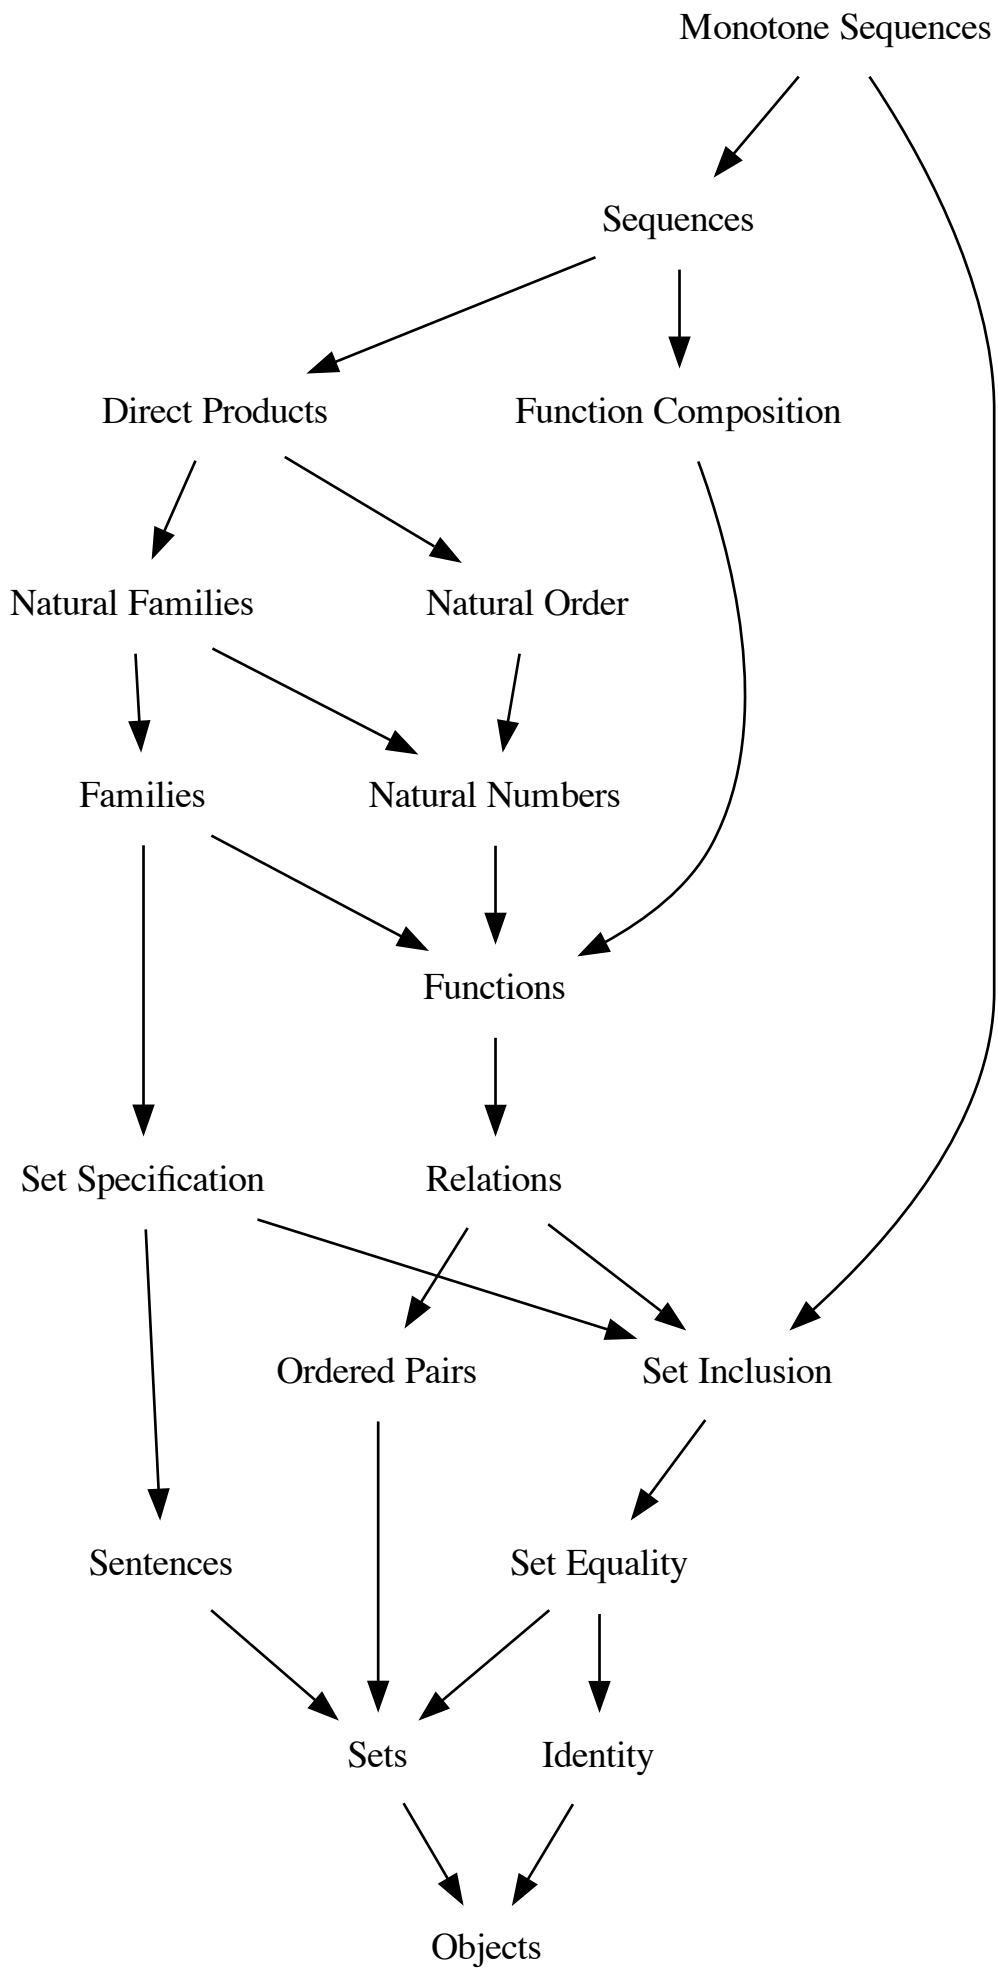 Monotone Sequences
Sequences
Direct Products
Function Composition
Natural Families
Natural Order
Families
Natural Numbers
Functions
Set Specification
Relations
Ordered Pairs
Set Inclusion
Sentences
Set Equality
Sets
Identity
Objects